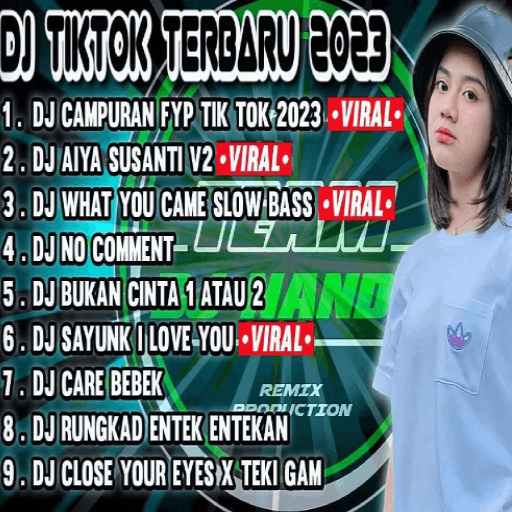 DJ TIKTOK TERBARU 2023
1. DJ CAMPURAN FYP TIK TOK 2023 •VIRAL•
2. DJ AIYA SUSANTI V2 •VIRAL•
3. DJ WHAT YOU CAME SLOW BASS •VIRAL•
TEAM
4. DJ NO COMMENT
5. DJ BUKAN CINTA 1 ATAU 2
DJ HAND
6. DJ SAYUNK I LOVE YOU •VIRAL•
7. DJ CARE BEBEK
REMIX
PRODUCTION
8. DJ RUNGKAD ENTEK ENTEKAN
9. DJ CLOSE YOUR EYES X TEKI GAM